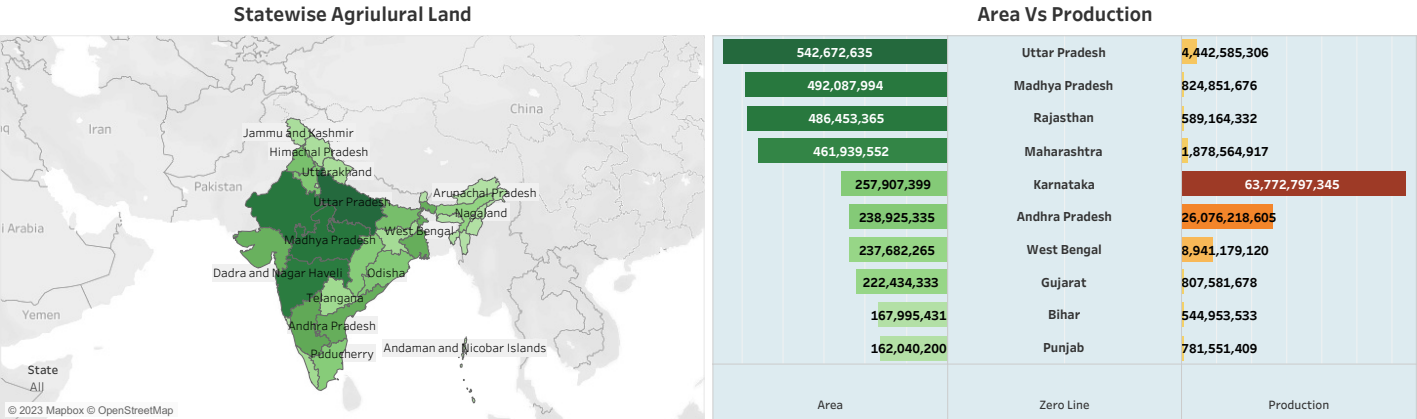 Statewise Agriulural Land
Jammu and Kashmir
Himachal Pradesh
Uttarakhand
Uttar Pradesh
Arunachal Pradesh
Nagaland
West Bengal
Madhya Pradesh
Dadra and Nagar Haveli
Odisha
Telangana
Andhra Pradesh
Puducherry
Andaman and Nicobar Islands
China
Iran
Pakistan
i Arabia
Yemen
State
All
© 2023 Mapbox © OpenStreetMap
Area Vs Production
542,672,635 Uttar Pradesh 4,442,585,306
492,087,994 Madhya Pradesh 824,851,676
486,453,365 Rajasthan 589,164,332
461,939,552 Maharashtra 1,878,564,917
257,907,399 Karnataka 63,772,797,345
238,925,335 Andhra Pradesh 26,076,218,605
237,682,265 West Bengal 8,941,179,120
222,434,333 Gujarat 807,581,678
167,995,431 Bihar 544,953,533
162,040,200 Punjab 781,551,409
Area Zero Line Production